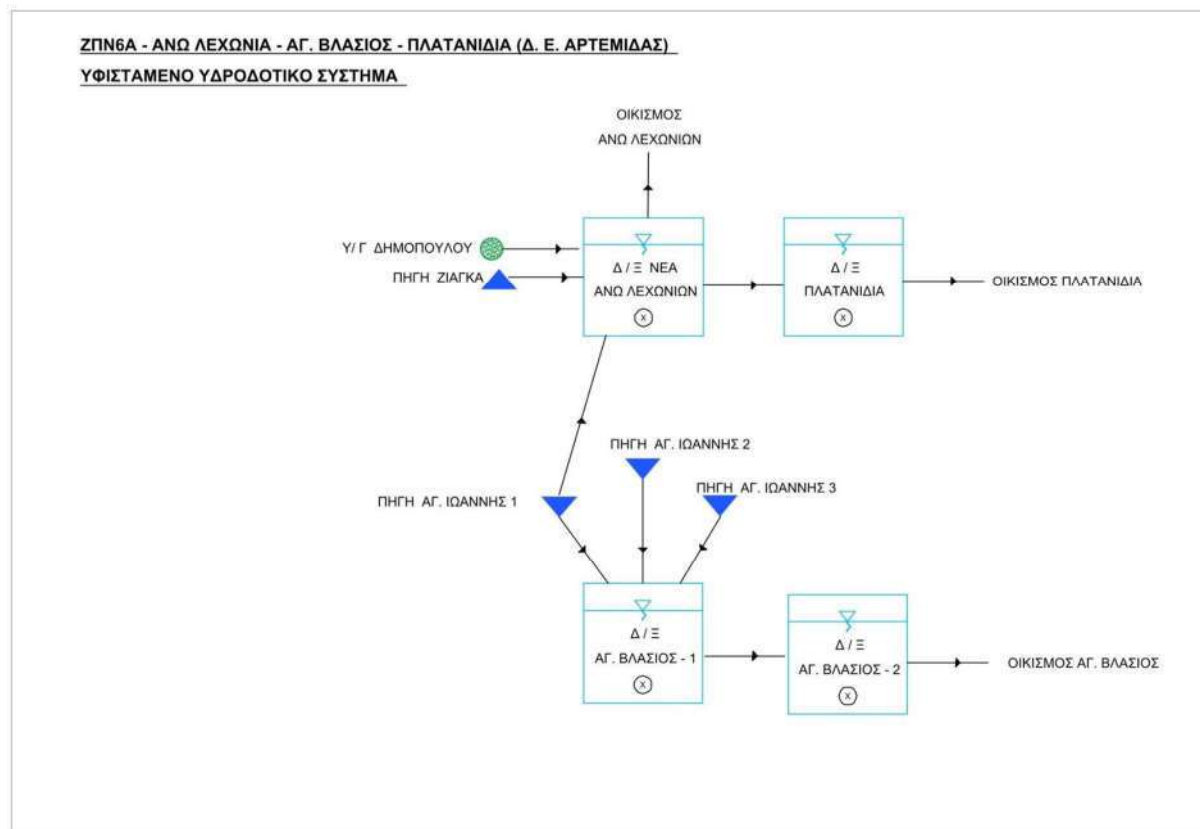 ΖΠΝ6Α - ΑΝΩ ΛΕΧΩΝΙΑ - ΑΓ. ΒΛΑΣΙΟΣ - ΠΛΑΤΑΝΙΔΙΑ (Δ. Ε. ΑΡΤΕΜΙΔΑΣ)
ΥΦΙΣΤΑΜΕΝΟ ΥΔΡΟΔΟΤΙΚΟ ΣΥΣΤΗΜΑ
ΟΙΚΙΣΜΟΣ
ΑΝΩ ΛΕΧΩΝΙΩΝ
Υ/ Γ ΔΗΜΟΠΟΥΛΟΥ
ΠΗΓΗ ΖΙΑΓΚΑ
Δ / Ξ ΝΕΑ
ΑΝΩ ΛΕΧΩΝΙΩΝ
X
Δ / Ξ
ΠΛΑΤΑΝΙΔΙΑ
X
ΟΙΚΙΣΜΟΣ ΠΛΑΤΑΝΙΔΙΑ
ΠΗΓΗ ΑΓ. ΙΩΑΝΝΗΣ 2
ΠΗΓΗ ΑΓ. ΙΩΑΝΝΗΣ 1
ΠΗΓΗ ΑΓ. ΙΩΑΝΝΗΣ 3
Δ / Ξ
ΑΓ. ΒΛΑΣΙΟΣ - 1
X
Δ / Ξ
ΑΓ. ΒΛΑΣΙΟΣ - 2
X
ΟΙΚΙΣΜΟΣ ΑΓ. ΒΛΑΣΙΟΣ